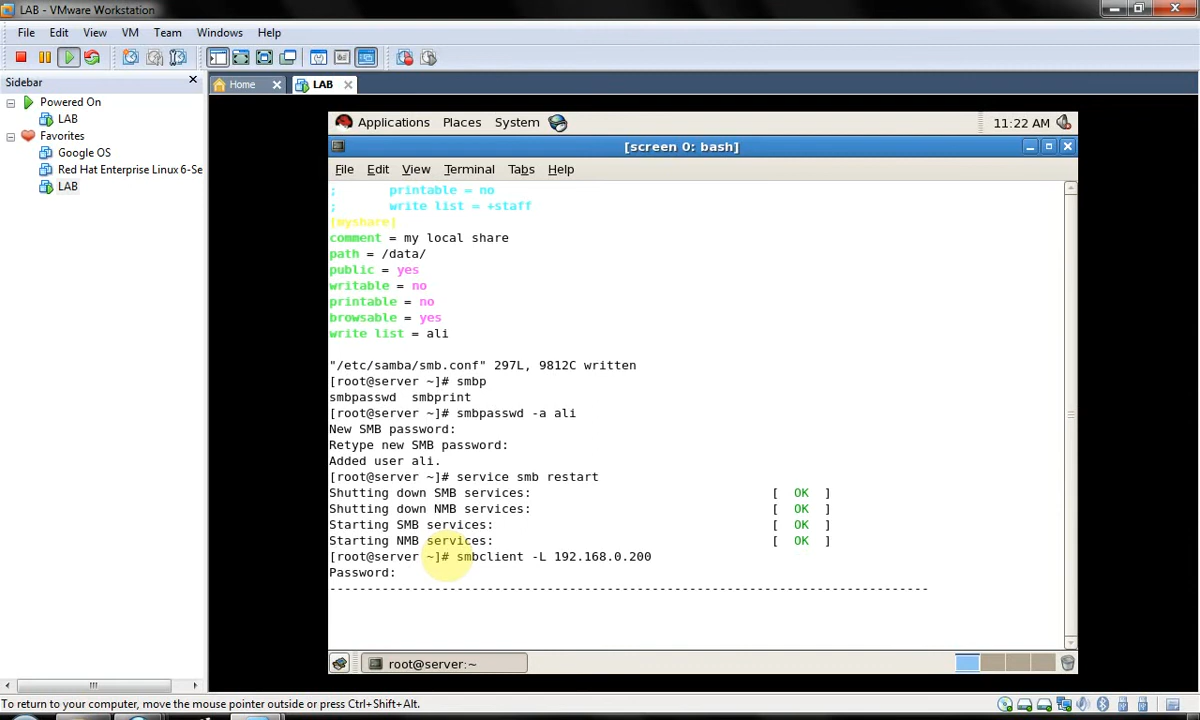 LAB - VMware Workstation
File Edit View VM Team Windows Help
Sidebar
Home
LAB
Powered On
LAB
Favorites
Google OS
Red Hat Enterprise Linux 6-Se
LAB
Applications Places System
11:22 AM
[screen 0: bash]
File Edit View Terminal Tabs Help
; printable = no
; write list = +staff
[myshare]
comment = my local share
path = /data/
public = yes
writable = no
printable = no
browsable = yes
write list = ali
"/etc/samba/smb.conf" 297L, 9812C written
[root@server ~]# smbp
smbpasswd smbprint
[root@server ~]# smbpasswd -a ali
New SMB password:
Retype new SMB password:
Added user ali.
[root@server ~]# service smb restart
Shutting down SMB services: [ OK ]
Shutting down NMB services: [ OK ]
Starting SMB services: [ OK ]
Starting NMB services: [ OK ]
[root@server ~]# smbclient -L 192.168.0.200
Password:
--------------------------------------------------------------------------------
root@server:~
To return to your computer, move the mouse pointer outside or press Ctrl+Shift+Alt.